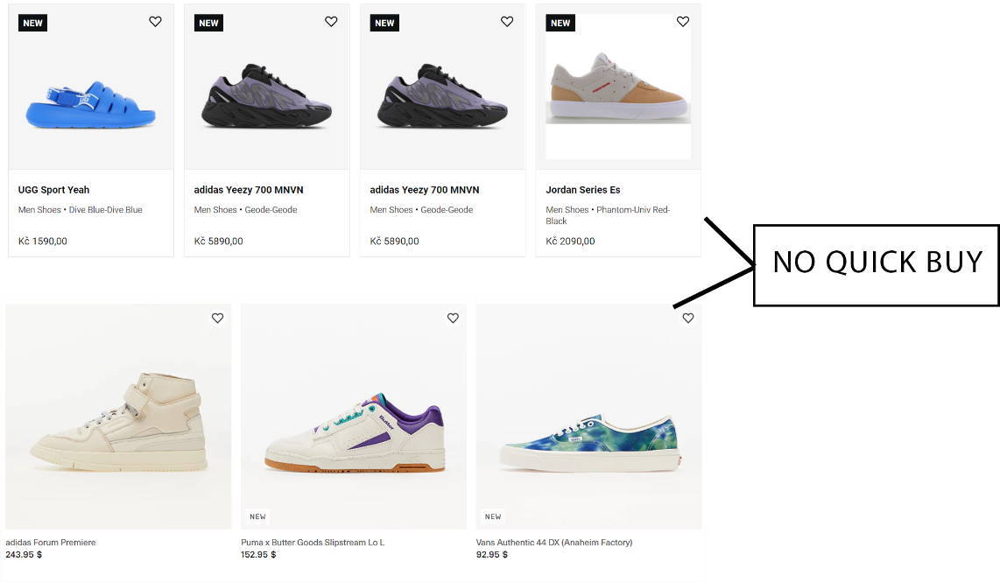 NEW
NEW
NEW
NEW
UGG Sport Yeah
adidas Yeezy 700 MNVN
adidas Yeezy 700 MNVN
Jordan Series Es
Men Shoes • Dive Blue-Dive Blue
Men Shoes • Geode-Geode
Men Shoes • Geode-Geode
Men Shoes • Phantom-Univ Red-
Black
Kč 1590,00
Kč 5890,00
Kč 5890,00
Kč 2090,00
NO QUICK BUY
Butter
NEW
NEW
adidas Forum Premiere
Puma x Butter Goods Slipstream Lo L
Vans Authentic 44 DX (Anaheim Factory)
243.95 $
152.95 $
92.95 $